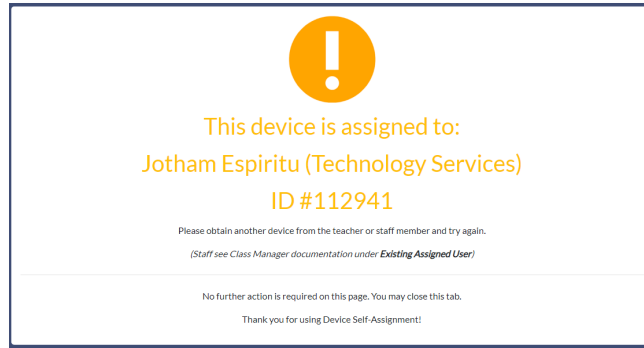 This device is assigned to:
Jotham Espiritu (Technology Services)
ID #112941
Please obtain another device from the teacher or staff member and try again.
(Staff see Class Manager documentation under Existing Assigned User)
No further action is required on this page. You may close this tab.
Thank you for using Device Self-Assignment!